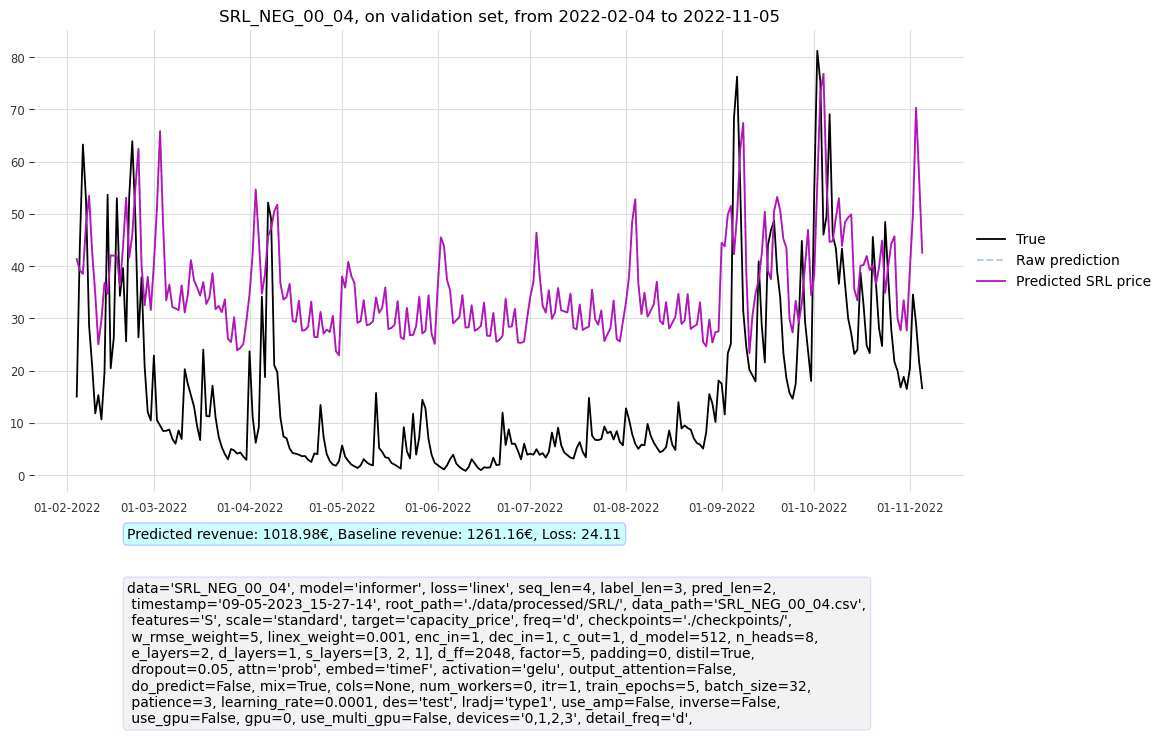 SRL_NEG_00_04, on validation set, from 2022-02-04 to 2022-11-05
80
70
60
50
40
30
20
10
0
01-02-2022 01-03-2022 01-04-2022 01-05-2022 01-06-2022 01-07-2022 01-08-2022 01-09-2022 01-10-2022 01-11-2022
True
Raw prediction
Predicted SRL price
Predicted revenue: 1018.98€, Baseline revenue: 1261.16€, Loss: 24.11
data='SRL_NEG_00_04', model='informer', loss='linex', seq_len=4, label_len=3, pred_len=2,
timestamp='09-05-2023_15-27-14', root_path='./data/processed/SRL/', data_path='SRL_NEG_00_04.csv',
features='S', scale='standard', target='capacity_price', freq='d', checkpoints='./checkpoints/',
w_rmse_weight=5, linex_weight=0.001, enc_in=1, dec_in=1, c_out=1, d_model=512, n_heads=8,
e_layers=2, d_layers=1, s_layers=[3, 2, 1], d_ff=2048, factor=5, padding=0, distil=True,
dropout=0.05, attn='prob', embed='timeF', activation='gelu', output_attention=False,
do_predict=False, mix=True, cols=None, num_workers=0, itr=1, train_epochs=5, batch_size=32,
patience=3, learning_rate=0.0001, des='test', lradj='type1', use_amp=False, inverse=False,
use_gpu=False, gpu=0, use_multi_gpu=False, devices='0,1,2,3', detail_freq='d',